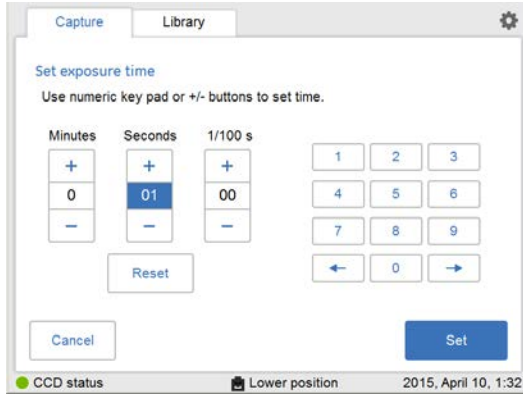 Capture Library
Set exposure time
Use numeric key pad or +/- buttons to set time.
Minutes Seconds 1/100 s
+ + +
0 01 00
− − −
Reset
1 2 3
4 5 6
7 8 9
← 0 →
Cancel Set
CCD status Lower position 2015, April 10, 1:32